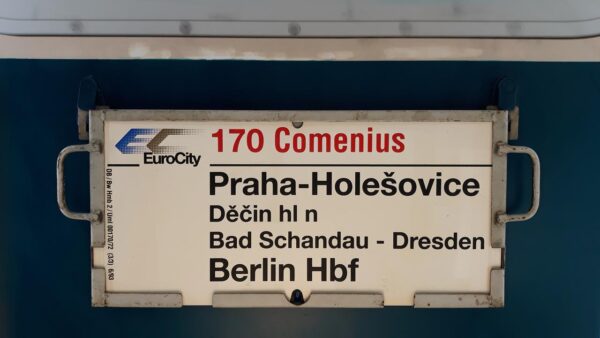 170 Comenius
EuroCity
Praha-Holešovice
Děčín hl n
Bad Schandau - Dresden
Berlin Hbf